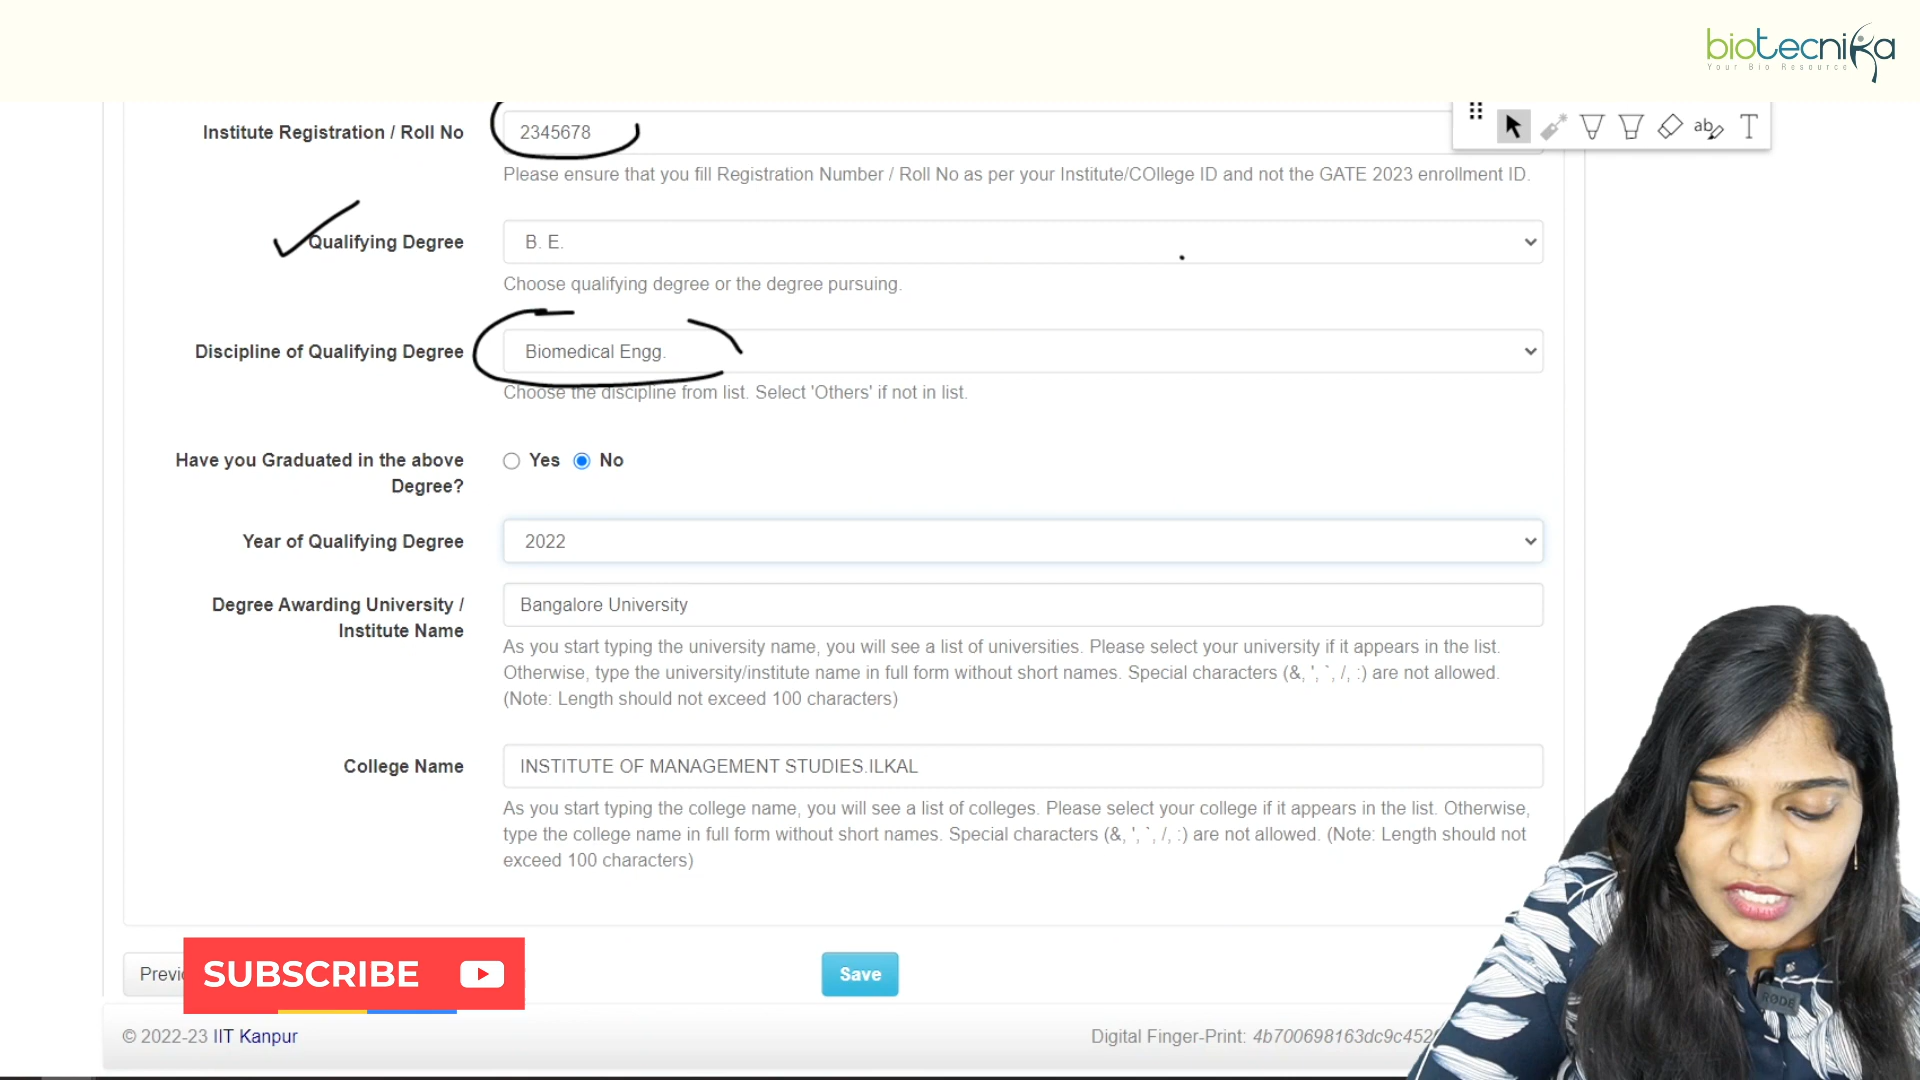 biotecnika
Your Bio Resource
Institute Registration / Roll No
2345678
Please ensure that you fill Registration Number / Roll No as per your Institute/COllege ID and not the GATE 2023 enrollment ID.
Qualifying Degree
B. E.
Choose qualifying degree or the degree pursuing.
Discipline of Qualifying Degree
Biomedical Engg.
Choose the discipline from list. Select 'Others' if not in list.
Have you Graduated in the above
Degree?
Yes No
Year of Qualifying Degree
2022
Degree Awarding University /
Institute Name
Bangalore University
As you start typing the university name, you will see a list of universities. Please select your university if it appears in the list.
Otherwise, type the university/institute name in full form without short names. Special characters (&, ', `, /, :) are not allowed.
(Note: Length should not exceed 100 characters)
College Name
INSTITUTE OF MANAGEMENT STUDIES.ILKAL
As you start typing the college name, you will see a list of colleges. Please select your college if it appears in the list. Otherwise,
type the college name in full form without short names. Special characters (&, ', `, /, :) are not allowed. (Note: Length should not
exceed 100 characters)
Previ
SUBSCRIBE
Save
© 2022-23 IIT Kanpur
Digital Finger-Print: 4b700698163dc9c452
RØDE